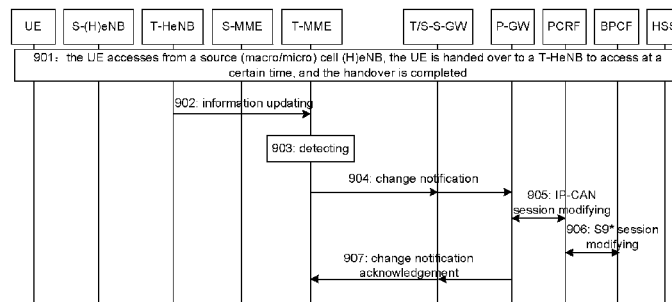 UE S-(H)eNB T-HeNB S-MME T-MME T/S-S-GW P-GW PCRF BPCF HSS
901: the UE accesses from a source (macro/micro) cell (H)eNB, the UE is handed over to a T-HeNB to access at a
certain time, and the handover is completed
902: information updating
903: detecting
904: change notification
905: IP-CAN
session modifying
906: S9* session
modifying
907: change notification
acknowledgement